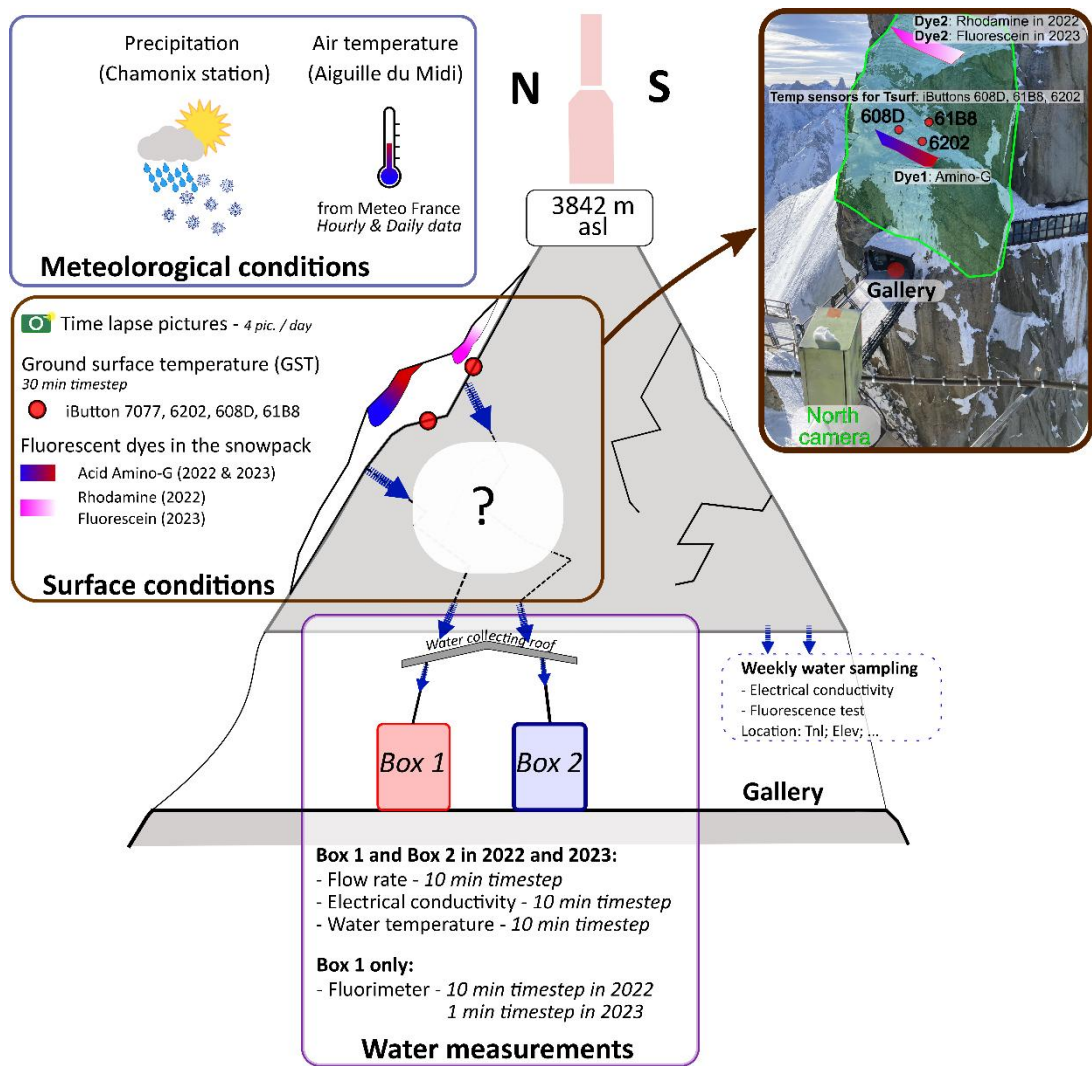 Precipitation
(Chamonix station)
Air temperature
(Aiguille du Midi)
from Meteo France
Hourly & Daily data
Meteolorogical conditions
N
S
3842 m
asl
Dye2: Rhodamine in 2022
Dye2: Fluorescein in 2023
Temp sensors for Tsurf: iButtons 608D, 61B8, 6202
608D
61B8
6202
Dye1: Amino-G
Gallery
North
camera
Time lapse pictures - 4 pic. / day
Ground surface temperature (GST)
30 min timestep
iButton 7077, 6202, 608D, 61B8
Fluorescent dyes in the snowpack
Acid Amino-G (2022 & 2023)
Rhodamine (2022)
Fluorescein (2023)
Surface conditions
?
Water collecting roof
Weekly water sampling
- Electrical conductivity
- Fluorescence test
Location: Tnl; Elev; ...
Box 1
Box 2
Gallery
Box 1 and Box 2 in 2022 and 2023:
- Flow rate - 10 min timestep
- Electrical conductivity - 10 min timestep
- Water temperature - 10 min timestep
Box 1 only:
- Fluorimeter - 10 min timestep in 2022
1 min timestep in 2023
Water measurements